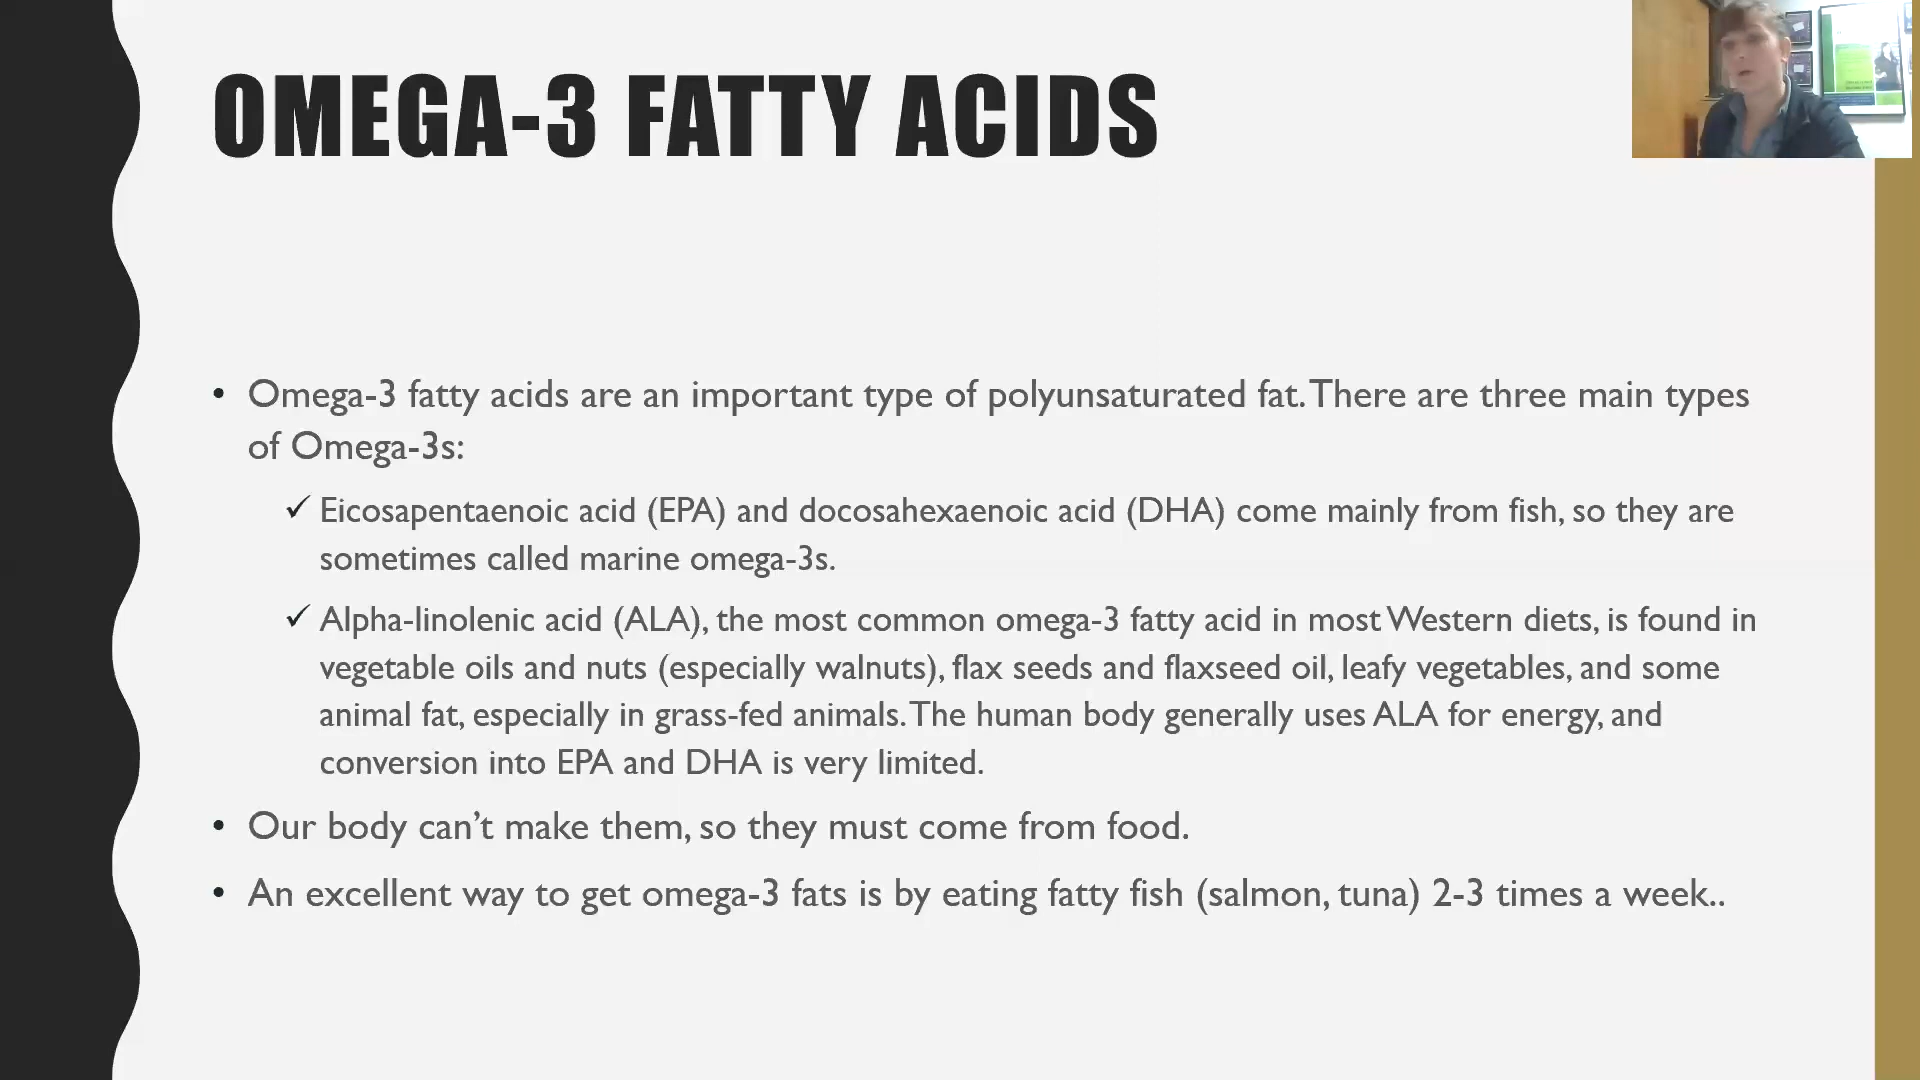 OMEGA-3 FATTY ACIDS
• Omega-3 fatty acids are an important type of polyunsaturated fat. There are three main types
of Omega-3s:
✓ Eicosapentaenoic acid (EPA) and docosahexaenoic acid (DHA) come mainly from fish, so they are
sometimes called marine omega-3s.
✓ Alpha-linolenic acid (ALA), the most common omega-3 fatty acid in most Western diets, is found in
vegetable oils and nuts (especially walnuts), flax seeds and flaxseed oil, leafy vegetables, and some
animal fat, especially in grass-fed animals. The human body generally uses ALA for energy, and
conversion into EPA and DHA is very limited.
• Our body can’t make them, so they must come from food.
• An excellent way to get omega-3 fats is by eating fatty fish (salmon, tuna) 2-3 times a week..